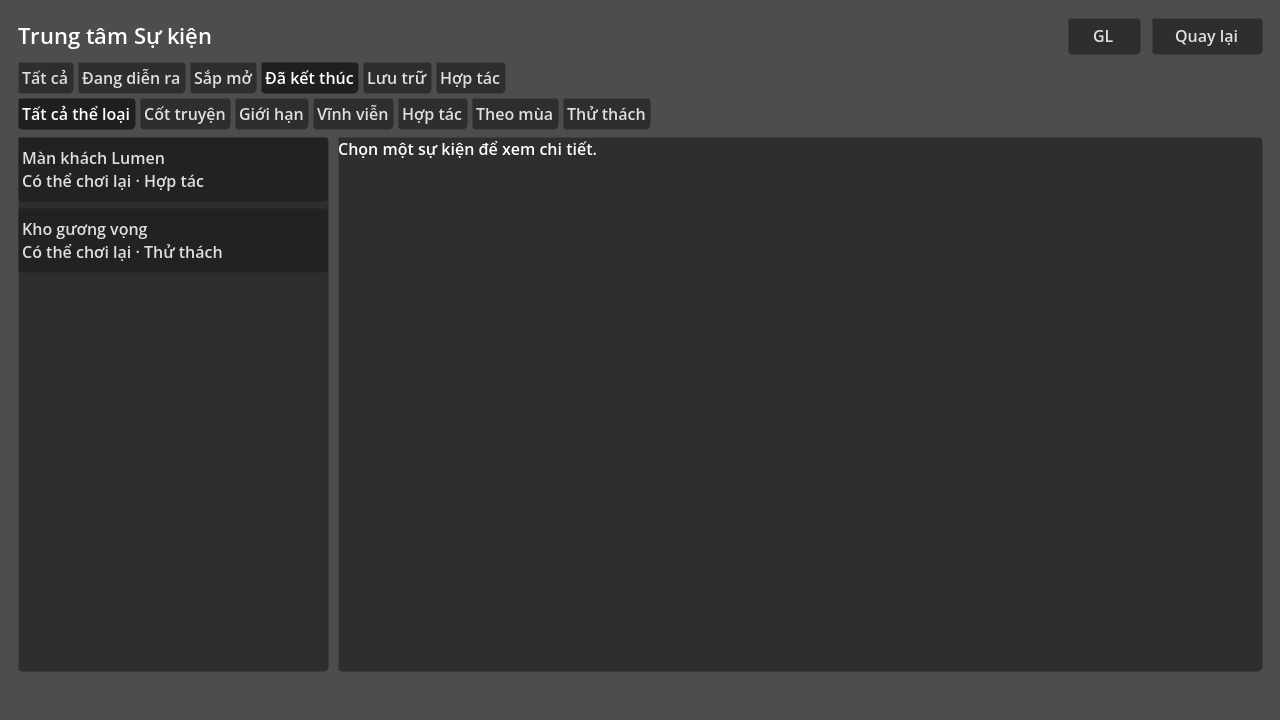 Trung tâm Sự kiện
GL
Quay lại
Tất cả
Đang diễn ra
Sắp mở
Đã kết thúc
Lưu trữ
Hợp tác
Tất cả thể loại
Cốt truyện
Giới hạn
Vĩnh viễn
Hợp tác
Theo mùa
Thử thách
Màn khách Lumen
Có thể chơi lại · Hợp tác
Kho gương vọng
Có thể chơi lại · Thử thách
Chọn một sự kiện để xem chi tiết.